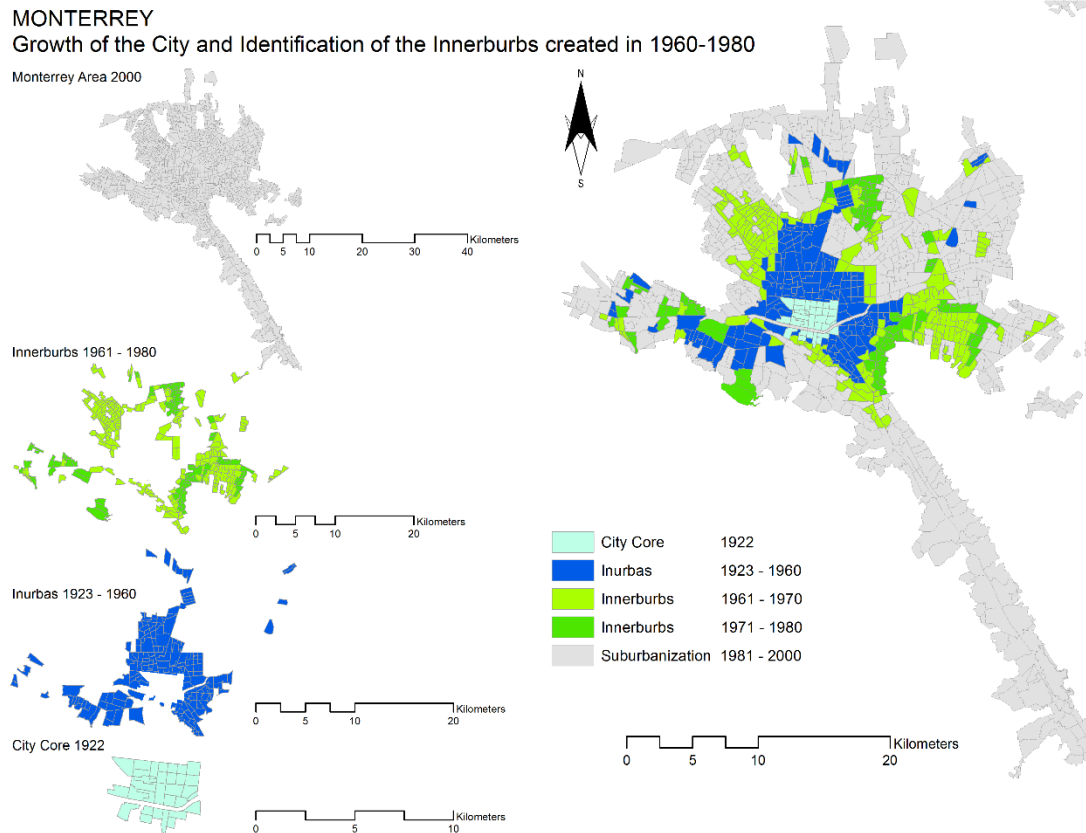 MONTERREY
Growth of the City and Identification of the Innerburbs created in 1960-1980
Monterrey Area 2000
N
S
Kilometers
0 5 10 20 30 40
Innerburbs 1961 - 1980
Kilometers
0 5 10 20
Inurbas 1923 - 1960
Kilometers
0 5 10 20
City Core 1922
Kilometers
0 5 10
City Core 1922
Inurbas 1923 - 1960
Innerburbs 1961 - 1970
Innerburbs 1971 - 1980
Suburbanization 1981 - 2000
Kilometers
0 5 10 20